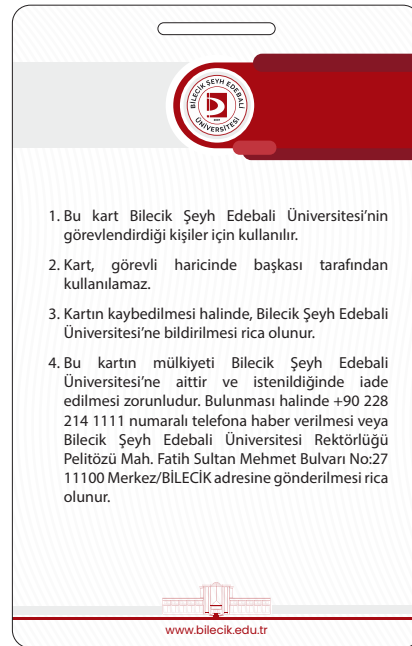 BİLECİK ŞEYH EDEBALİ
ÜNİVERSİTESİ
1. Bu kart Bilecik Şeyh Edebali Üniversitesi’nin
görevlendirdiği kişiler için kullanılır.
2. Kart, görevli haricinde başkası tarafından
kullanılamaz.
3. Kartın kaybedilmesi halinde, Bilecik Şeyh Edebali
Üniversitesi’ne bildirilmesi rica olunur.
4. Bu kartın mülkiyeti Bilecik Şeyh Edebali
Üniversitesi’ne aittir ve istenildiğinde iade
edilmesi zorunludur. Bulunması halinde +90 228
214 1111 numaralı telefona haber verilmesi veya
Bilecik Şeyh Edebali Üniversitesi Rektörlüğü
Pelitözü Mah. Fatih Sultan Mehmet Bulvarı No:27
11100 Merkez/BİLECİK adresine gönderilmesi rica
olunur.
www.bilecik.edu.tr